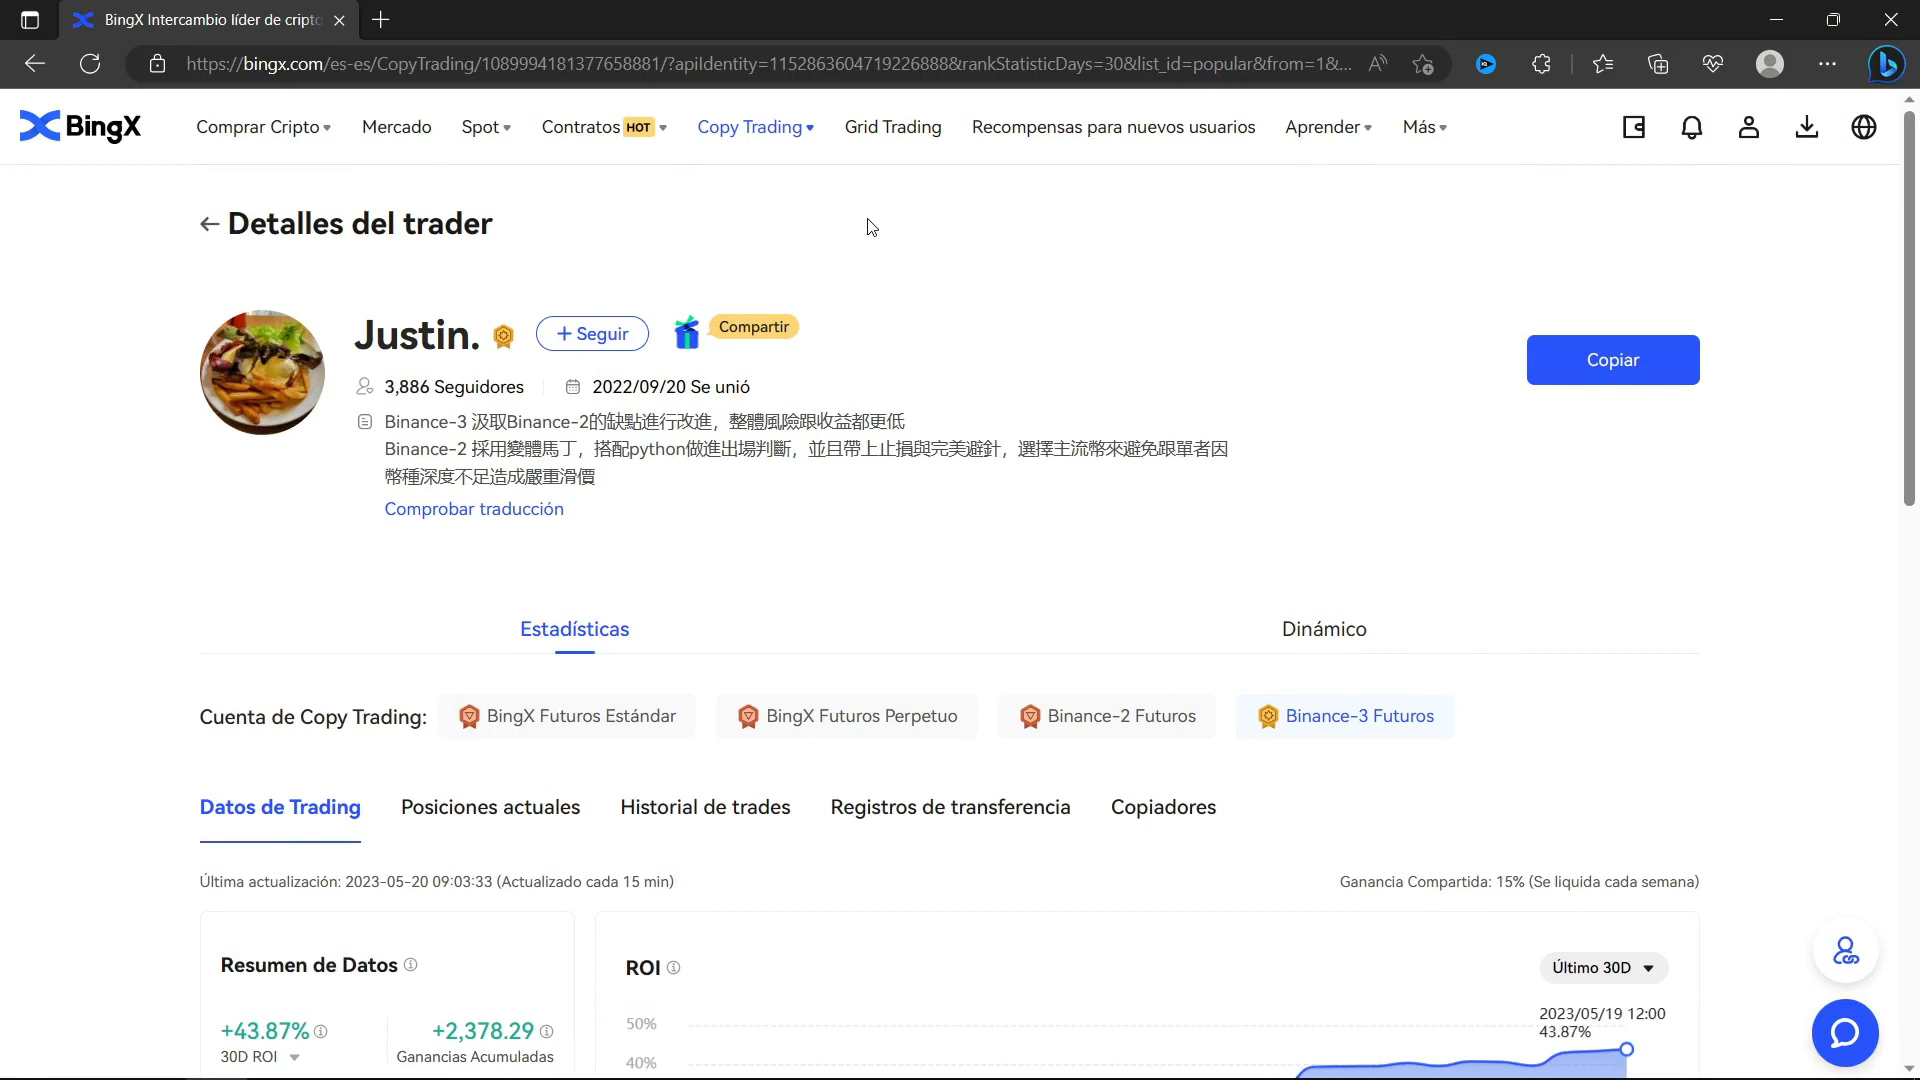 BingX Intercambio líder de cripto
https://bingx.com/es-es/CopyTrading/1089994181377658881/?apiIdentity=1152863604719226888&rankStatisticDays=30&list_id=popular&from=1&...
BingX
Comprar Cripto
Mercado
Spot
Contratos HOT
Copy Trading
Grid Trading
Recompensas para nuevos usuarios
Aprender
Más
Detalles del trader
Justin.
+ Seguir
Compartir
Copiar
3,886 Seguidores
2022/09/20 Se unió
Binance-3 汲取Binance-2的缺點進行改進，整體風險跟收益都更低
Binance-2 採用變體馬丁，搭配python做進出場判斷，並且帶上止損與完美避針，選擇主流幣來避免跟單者因
幣種深度不足造成嚴重滑價
Comprobar traducción
Estadísticas
Dinámico
Cuenta de Copy Trading:
BingX Futuros Estándar
BingX Futuros Perpetuo
Binance-2 Futuros
Binance-3 Futuros
Datos de Trading
Posiciones actuales
Historial de trades
Registros de transferencia
Copiadores
Última actualización: 2023-05-20 09:03:33 (Actualizado cada 15 min)
Ganancia Compartida: 15% (Se liquida cada semana)
Resumen de Datos
ROI
Último 30D
+43.87%
+2,378.29
30D ROI
Ganancias Acumuladas
50%
40%
2023/05/19 12:00
43.87%